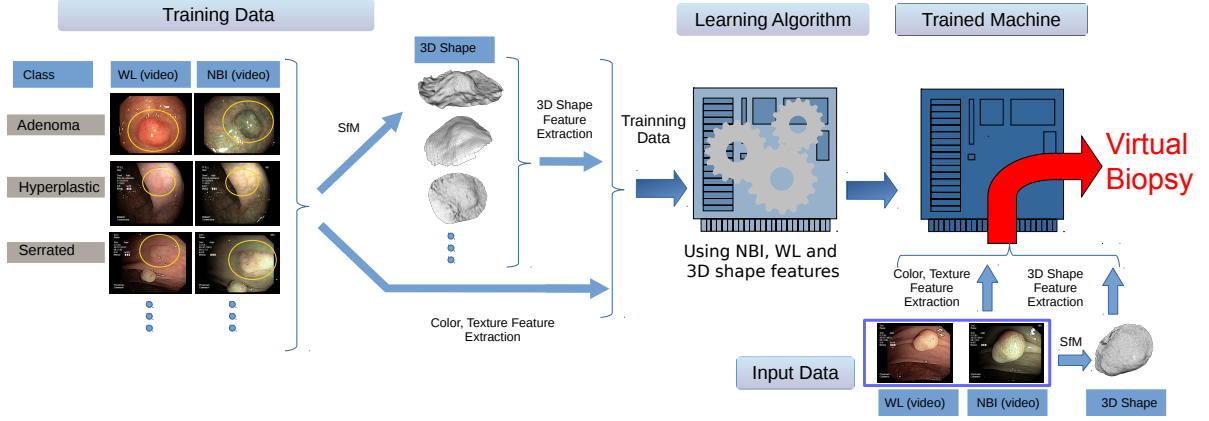 Training Data
Learning Algorithm
Trained Machine
Class
WL (video)
NBI (video)
3D Shape
Adenoma
Hyperplastic
Serrated
SfM
3D Shape
Feature
Extraction
Color, Texture Feature
Extraction
Trainning
Data
Using NBI, WL and
3D shape features
Virtual
Biopsy
Color, Texture
Feature
Extraction
3D Shape
Feature
Extraction
Input Data
SfM
WL (video)
NBI (video)
3D Shape